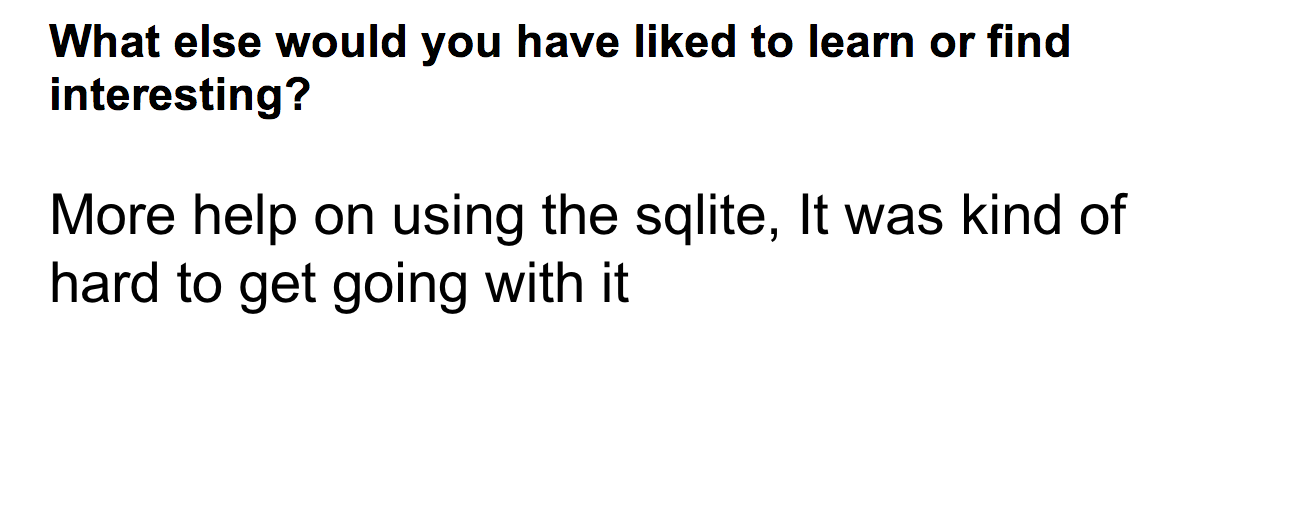 What else would you have liked to learn or find
interesting?
More help on using the sqlite, It was kind of
hard to get going with it